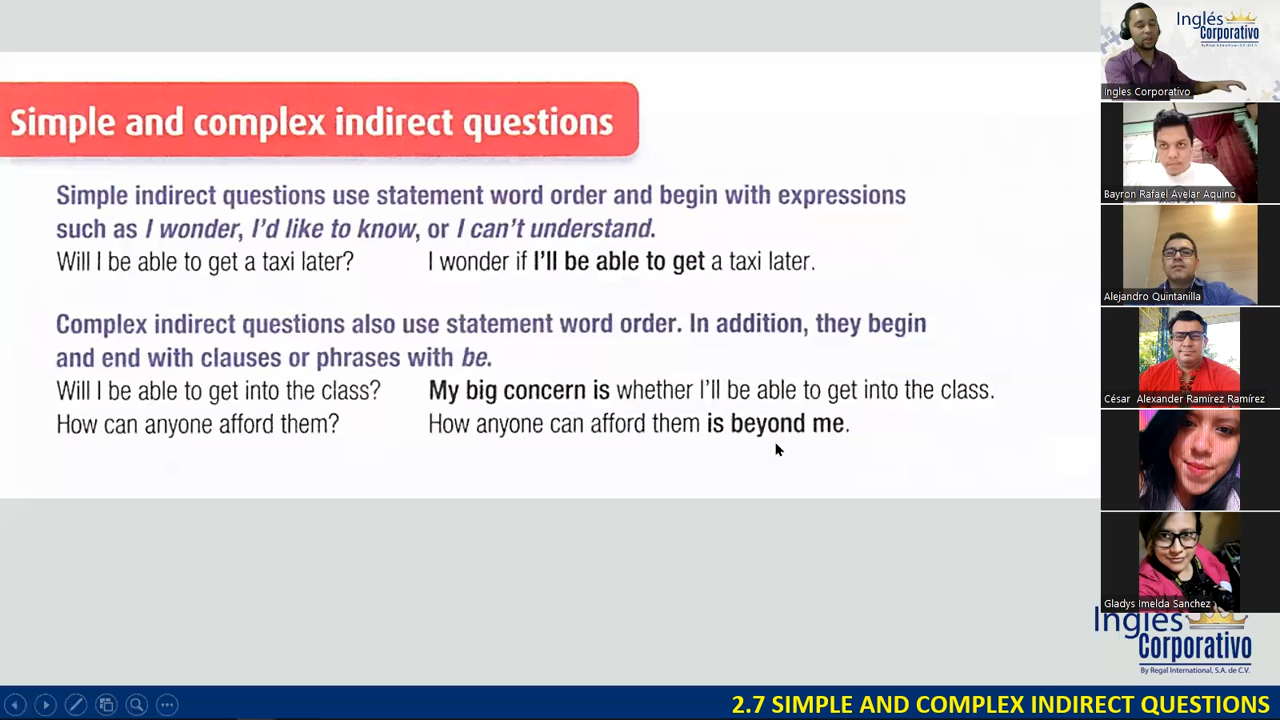 Simple and complex indirect questions
Simple indirect questions use statement word order and begin with expressions
such as I wonder, I'd like to know, or I can't understand.
Will I be able to get a taxi later? I wonder if I'll be able to get a taxi later.
Complex indirect questions also use statement word order. In addition, they begin
and end with clauses or phrases with be.
Will I be able to get into the class? My big concern is whether I'll be able to get into the class.
How can anyone afford them? How anyone can afford them is beyond me.
Inglés
Corporativo
By Regal International, S.A. de C.V.
Ingles Corporativo
Bayron Rafael Avelar Aquino
Alejandro Quintanilla
César Alexander Ramírez Ramírez
Gladys Imelda Sanchez
Inglés
Corporativo
By Regal International, S.A. de C.V.
2.7 SIMPLE AND COMPLEX INDIRECT QUESTIONS